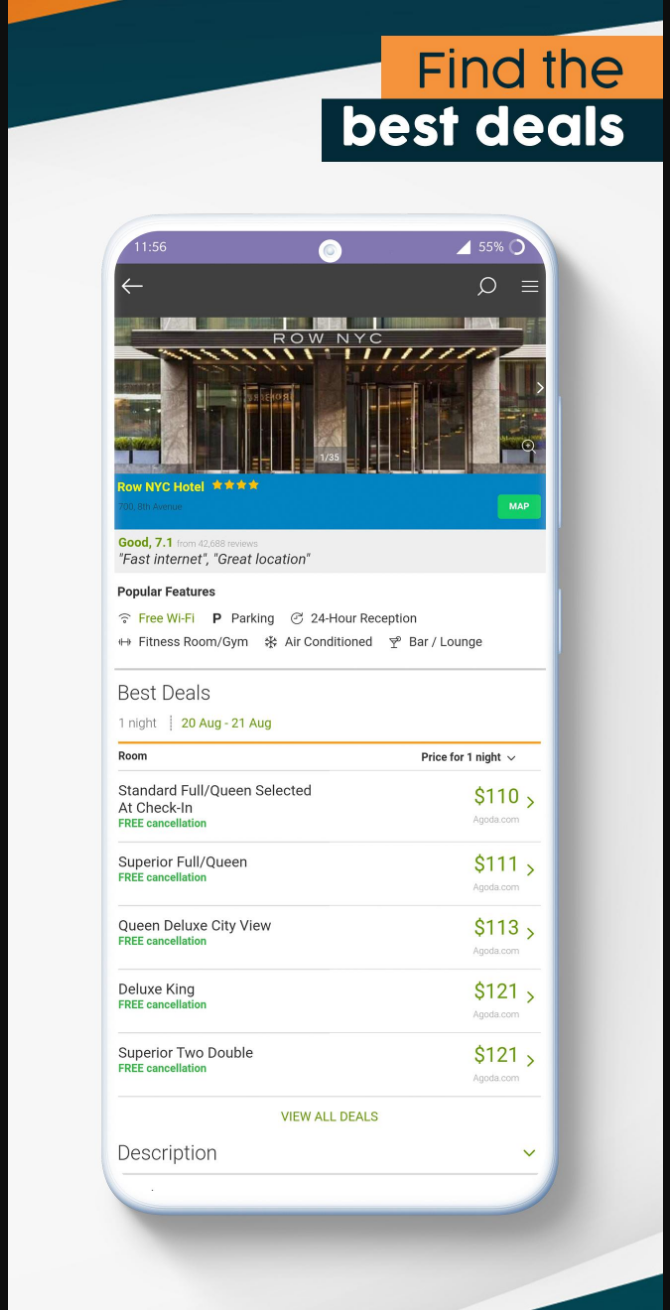 Find the
best deals
11:56
55%
ROW NYC
1/35
Row NYC Hotel
700, 8th Avenue
MAP
Good, 7.1 from 42,688 reviews
"Fast internet", "Great location"
Popular Features
Free Wi-Fi P Parking 24-Hour Reception
Fitness Room/Gym Air Conditioned Bar / Lounge
Best Deals
1 night 20 Aug - 21 Aug
Room Price for 1 night
Standard Full/Queen Selected
At Check-In
$110
FREE cancellation
Agoda.com
Superior Full/Queen $111
FREE cancellation
Agoda.com
Queen Deluxe City View $113
FREE cancellation
Agoda.com
Deluxe King $121
FREE cancellation
Agoda.com
Superior Two Double $121
FREE cancellation
Agoda.com
VIEW ALL DEALS
Description